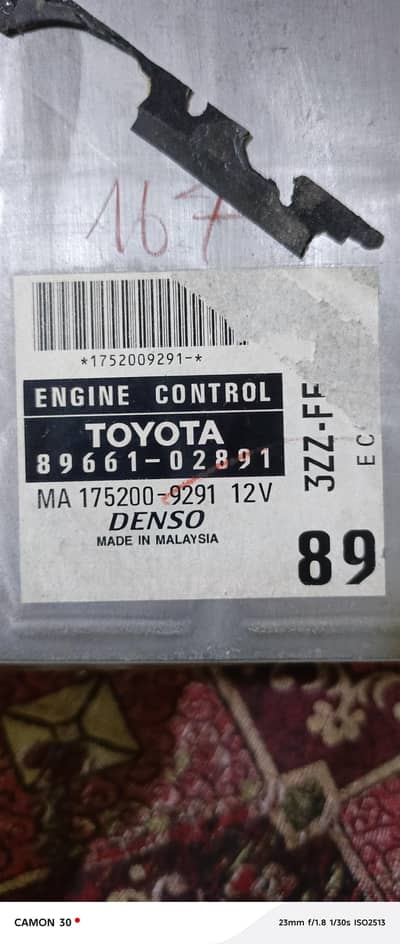 167
*1752009291-*
ENGINE CONTROL
TOYOTA
89661-02891
MA 175200-9291 12V
DENSO
MADE IN MALAYSIA
3ZZ-FE
EC
89
CAMON 30
23mm f/1.8 1/30s ISO2513